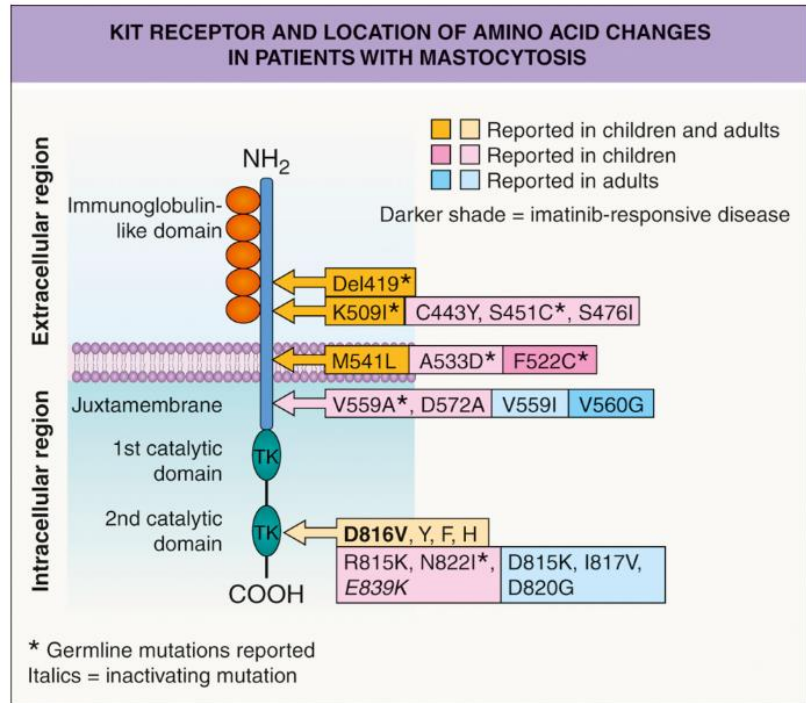 KIT RECEPTOR AND LOCATION OF AMINO ACID CHANGES
IN PATIENTS WITH MASTOCYTOSIS
Reported in children and adults
Reported in children
Reported in adults
Darker shade = imatinib-responsive disease
Extracellular region
NH2
Immunoglobulin-
like domain
Del419*
K509I* C443Y, S451C*, S476I
M541L A533D* F522C*
Intracellular region
Juxtamembrane
V559A*, D572A V559I V560G
1st catalytic
domain
TK
2nd catalytic
domain
TK
D816V, Y, F, H
R815K, N822I*,
E839K
D815K, I817V,
D820G
COOH
* Germline mutations reported
Italics = inactivating mutation